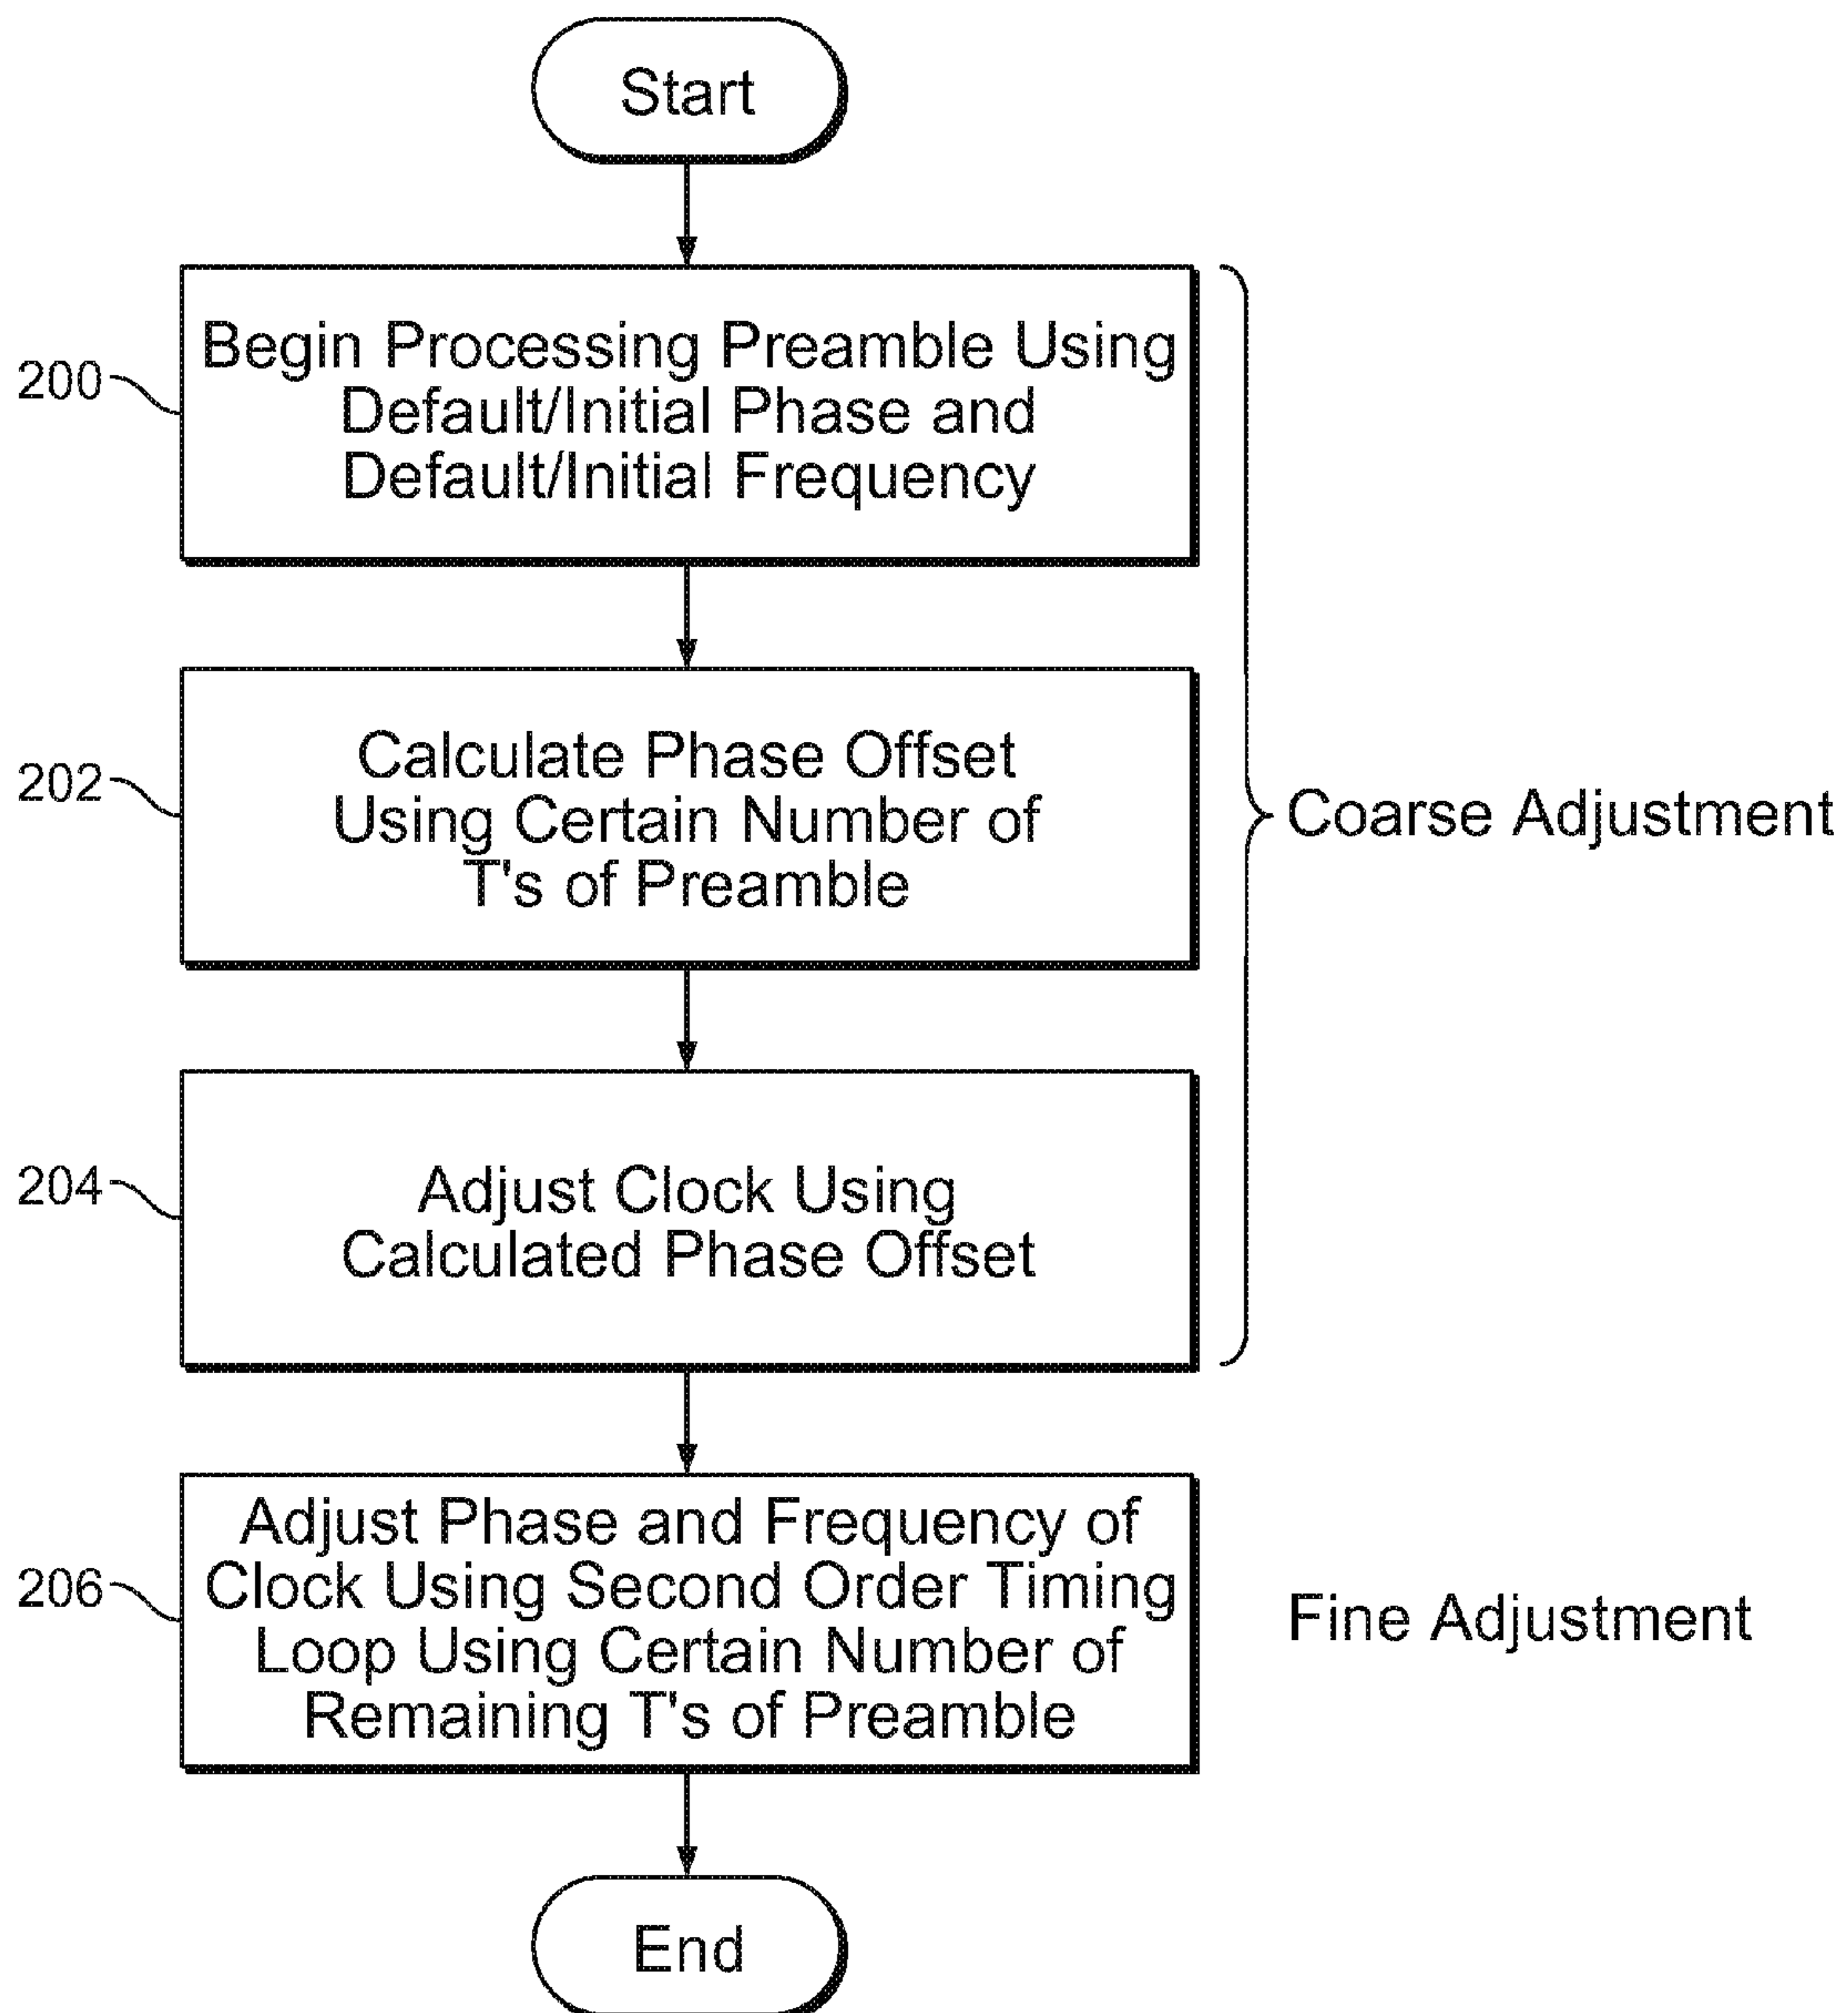 Start
200
Begin Processing Preamble Using
Default/Initial Phase and
Default/Initial Frequency
202
Calculate Phase Offset
Using Certain Number of
T's of Preamble
Coarse Adjustment
204
Adjust Clock Using
Calculated Phase Offset
206
Adjust Phase and Frequency of
Clock Using Second Order Timing
Loop Using Certain Number of
Remaining T's of Preamble
Fine Adjustment
End